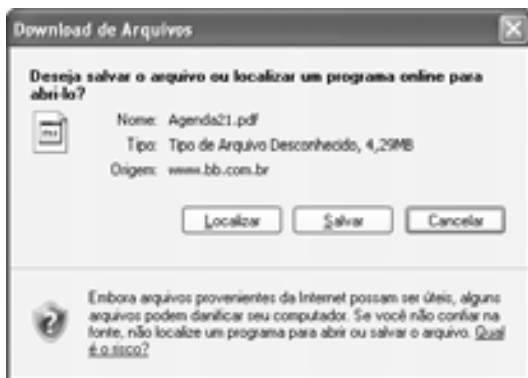 Download de Arquivos
Deseja salvar o arquivo ou localizar um programa online para
abri-lo?
Nome: Agenda21.pdf
Tipo: Tipo de Arquivo Desconhecido, 4,29MB
Origem: www.bb.com.br
Localizar Salvar Cancelar
Embora arquivos provenientes da Internet possam ser úteis, alguns
arquivos podem danificar seu computador. Se você não confiar na
fonte, não localize um programa para abrir ou salvar o arquivo. Qual
é o risco?